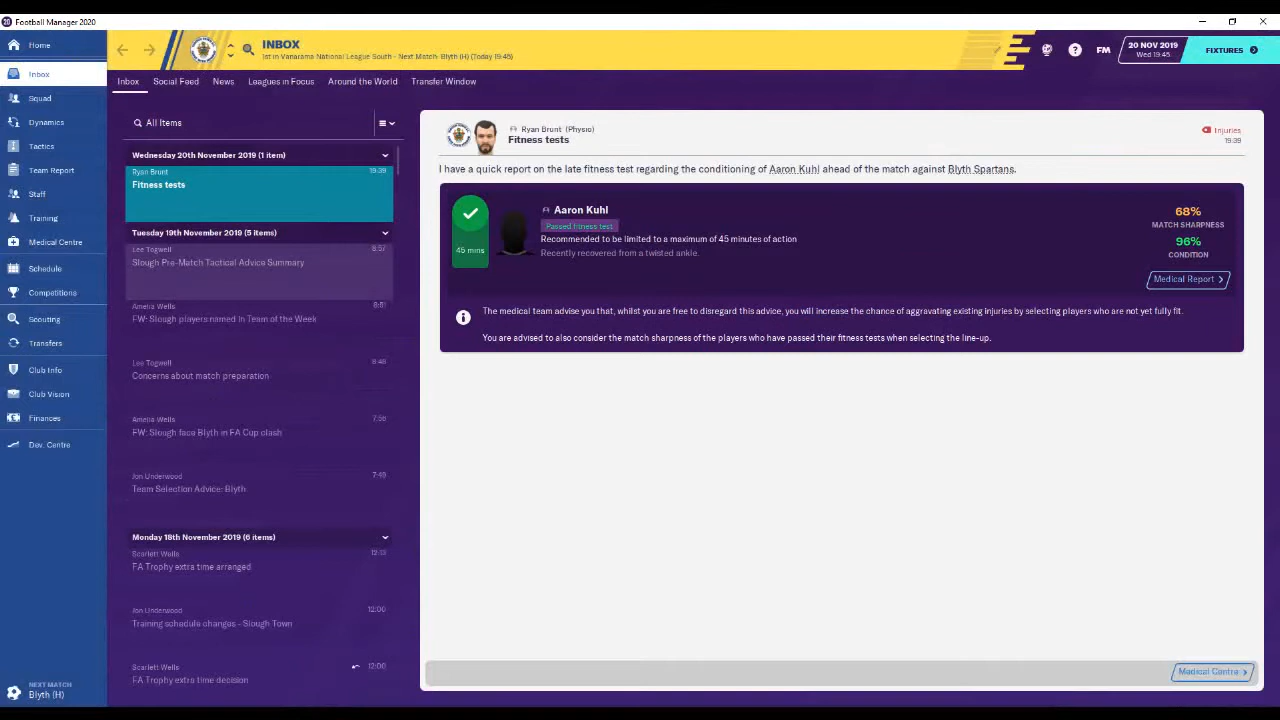 20 Football Manager 2020
Home
Inbox
Squad
Dynamics
Tactics
Team Report
Staff
Training
Medical Centre
Schedule
Competitions
Scouting
Transfers
Club Info
Club Vision
Finances
Dev. Centre
NEXT MATCH
Blyth (H)
INBOX
1st in Vanarama National League South - Next Match: Blyth (H) (Today 19:45)
? FM
20 NOV 2019
Wed 19:45
FIXTURES
Inbox Social Feed News Leagues in Focus Around the World Transfer Window
All Items
Wednesday 20th November 2019 (1 item)
Ryan Brunt 19:39
Fitness tests
Tuesday 19th November 2019 (5 items)
Lee Togwell 8:57
Slough Pre-Match Tactical Advice Summary
Amelia Wells 8:51
FW: Slough players named in Team of the Week
Lee Togwell 8:49
Concerns about match preparation
Amelia Wells 7:56
FW: Slough face Blyth in FA Cup clash
Jon Underwood 7:49
Team Selection Advice: Blyth
Monday 18th November 2019 (6 items)
Scarlett Wells 12:13
FA Trophy extra time arranged
Jon Underwood 12:00
Training schedule changes - Slough Town
Scarlett Wells 12:00
FA Trophy extra time decision
Ryan Brunt (Physio)
Fitness tests
Injuries
19:39
I have a quick report on the late fitness test regarding the conditioning of Aaron Kuhl ahead of the match against Blyth Spartans.
45 mins
Aaron Kuhl
Passed fitness test
Recommended to be limited to a maximum of 45 minutes of action
Recently recovered from a twisted ankle.
68%
MATCH SHARPNESS
96%
CONDITION
Medical Report
The medical team advise you that, whilst you are free to disregard this advice, you will increase the chance of aggravating existing injuries by selecting players who are not yet fully fit.
You are advised to also consider the match sharpness of the players who have passed their fitness tests when selecting the line-up.
Medical Centre